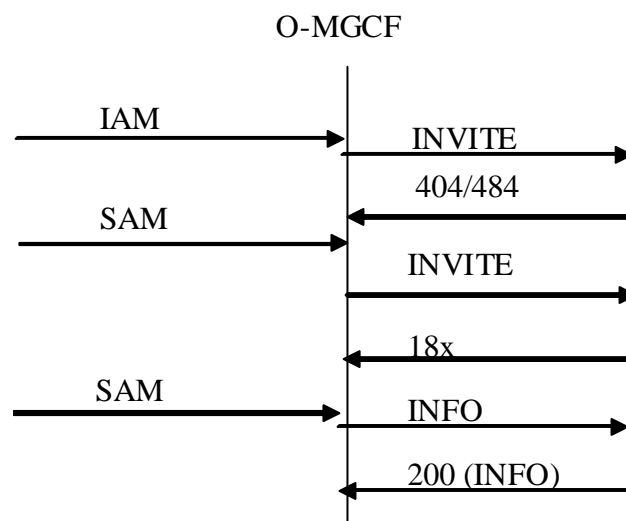 O-MGCF
IAM
INVITE
404/484
SAM
INVITE
18x
SAM
INFO
200 (INFO)